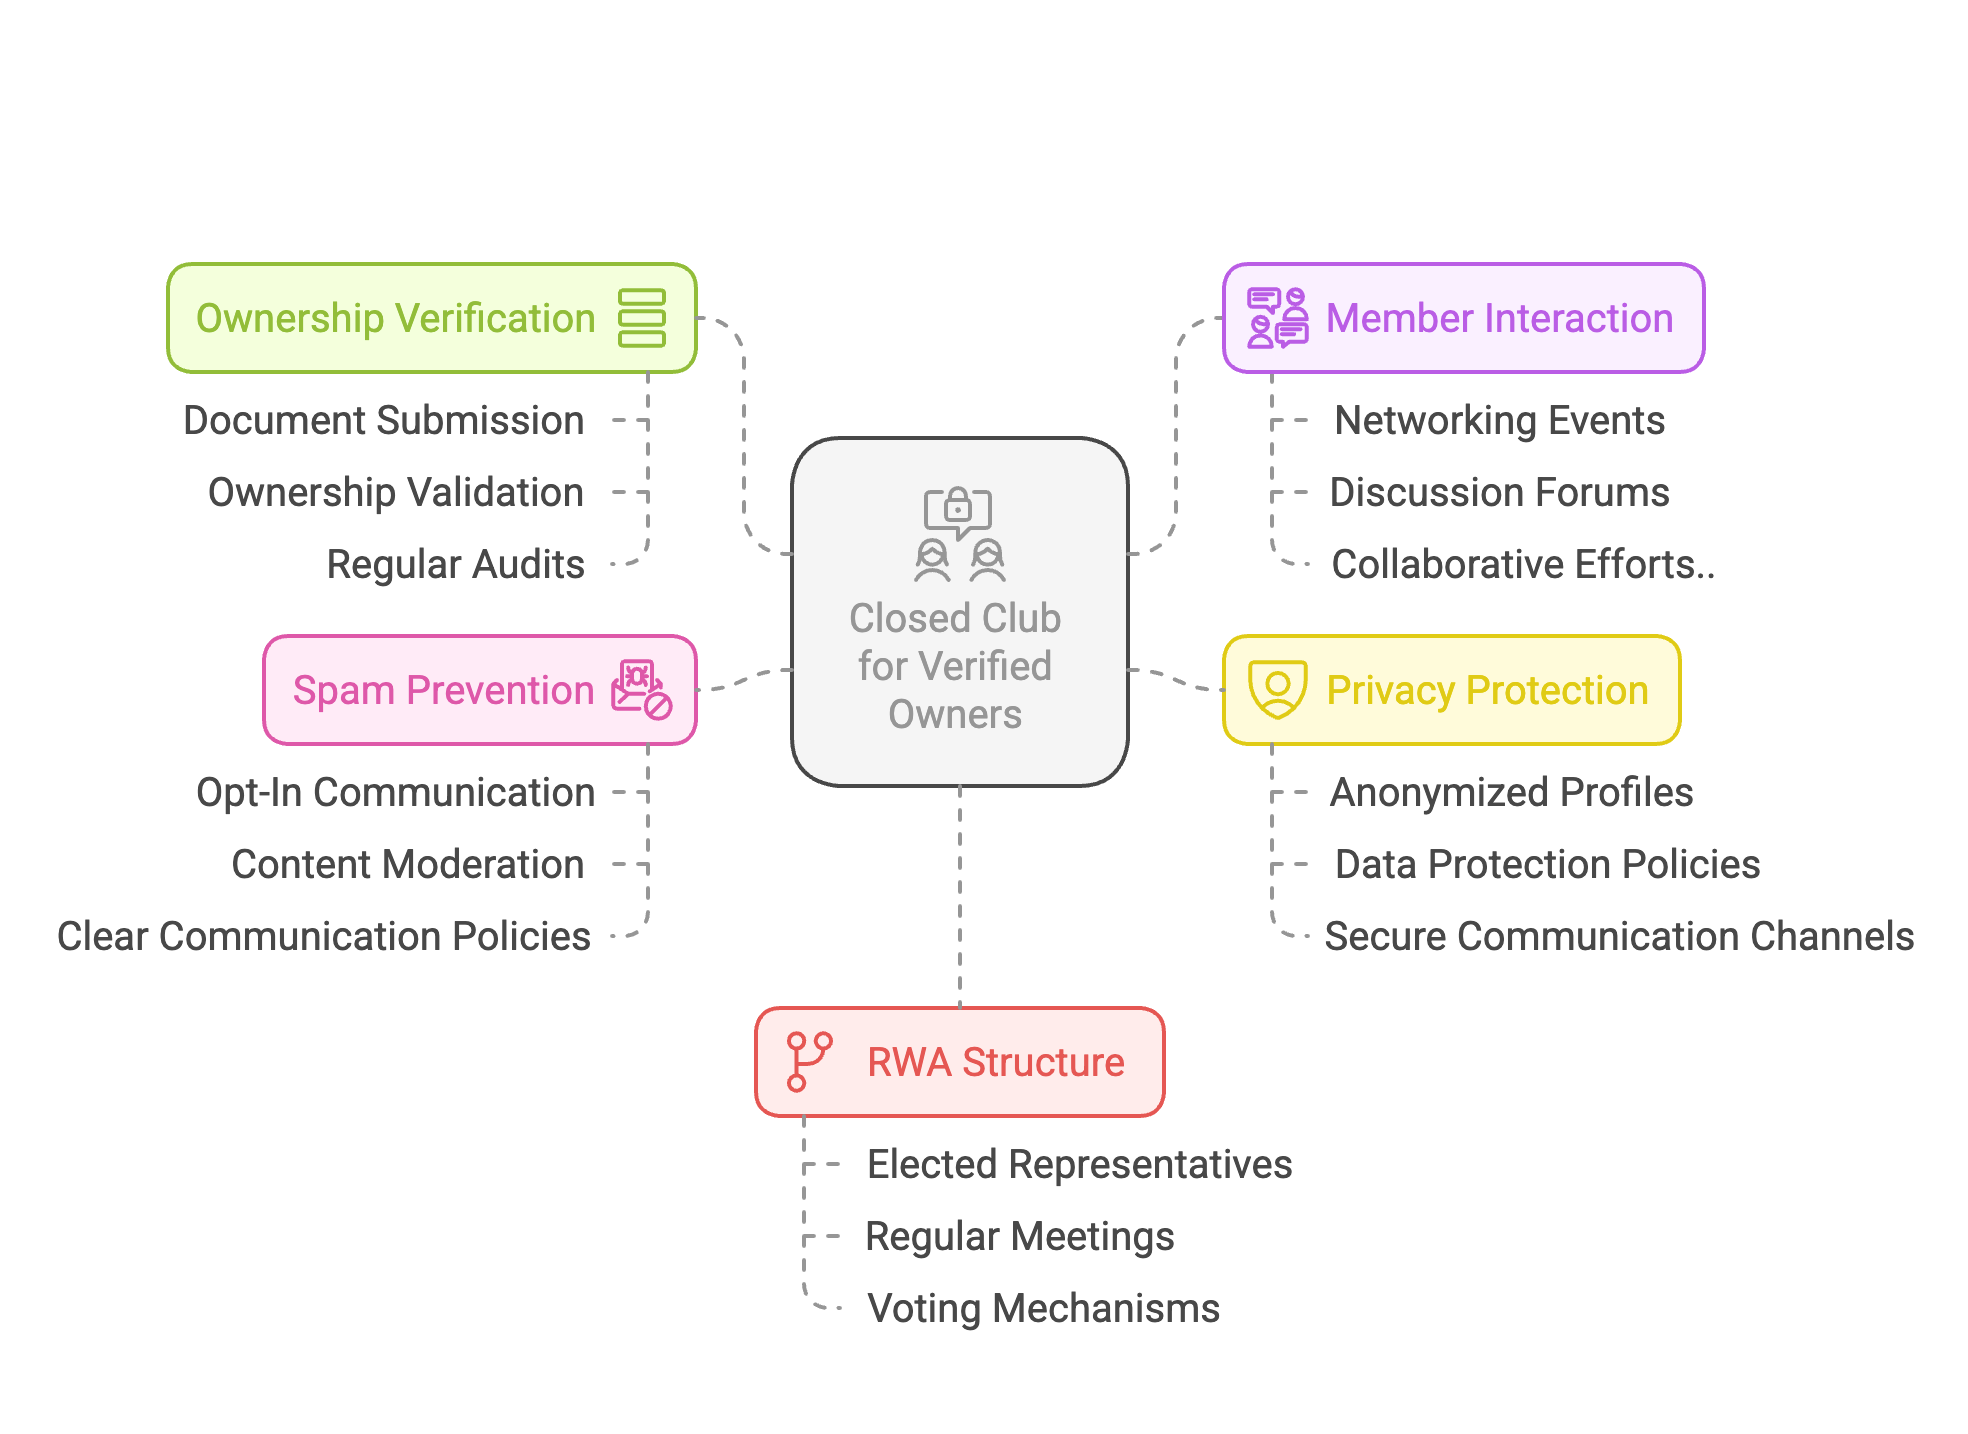 Ownership Verification
Document Submission
Ownership Validation
Regular Audits
Spam Prevention
Opt-In Communication
Content Moderation
Clear Communication Policies
Closed Club
for Verified
Owners
Member Interaction
Networking Events
Discussion Forums
Collaborative Efforts..
Privacy Protection
Anonymized Profiles
Data Protection Policies
Secure Communication Channels
RWA Structure
Elected Representatives
Regular Meetings
Voting Mechanisms